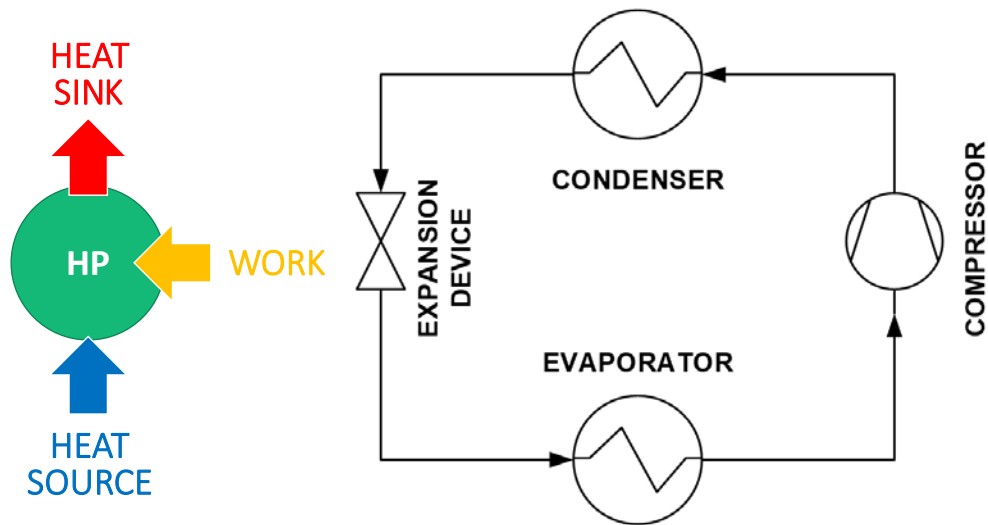 HEAT
SINK
HP
WORK
HEAT
SOURCE
CONDENSER
EXPANSION
DEVICE
COMPRESSOR
EVAPORATOR